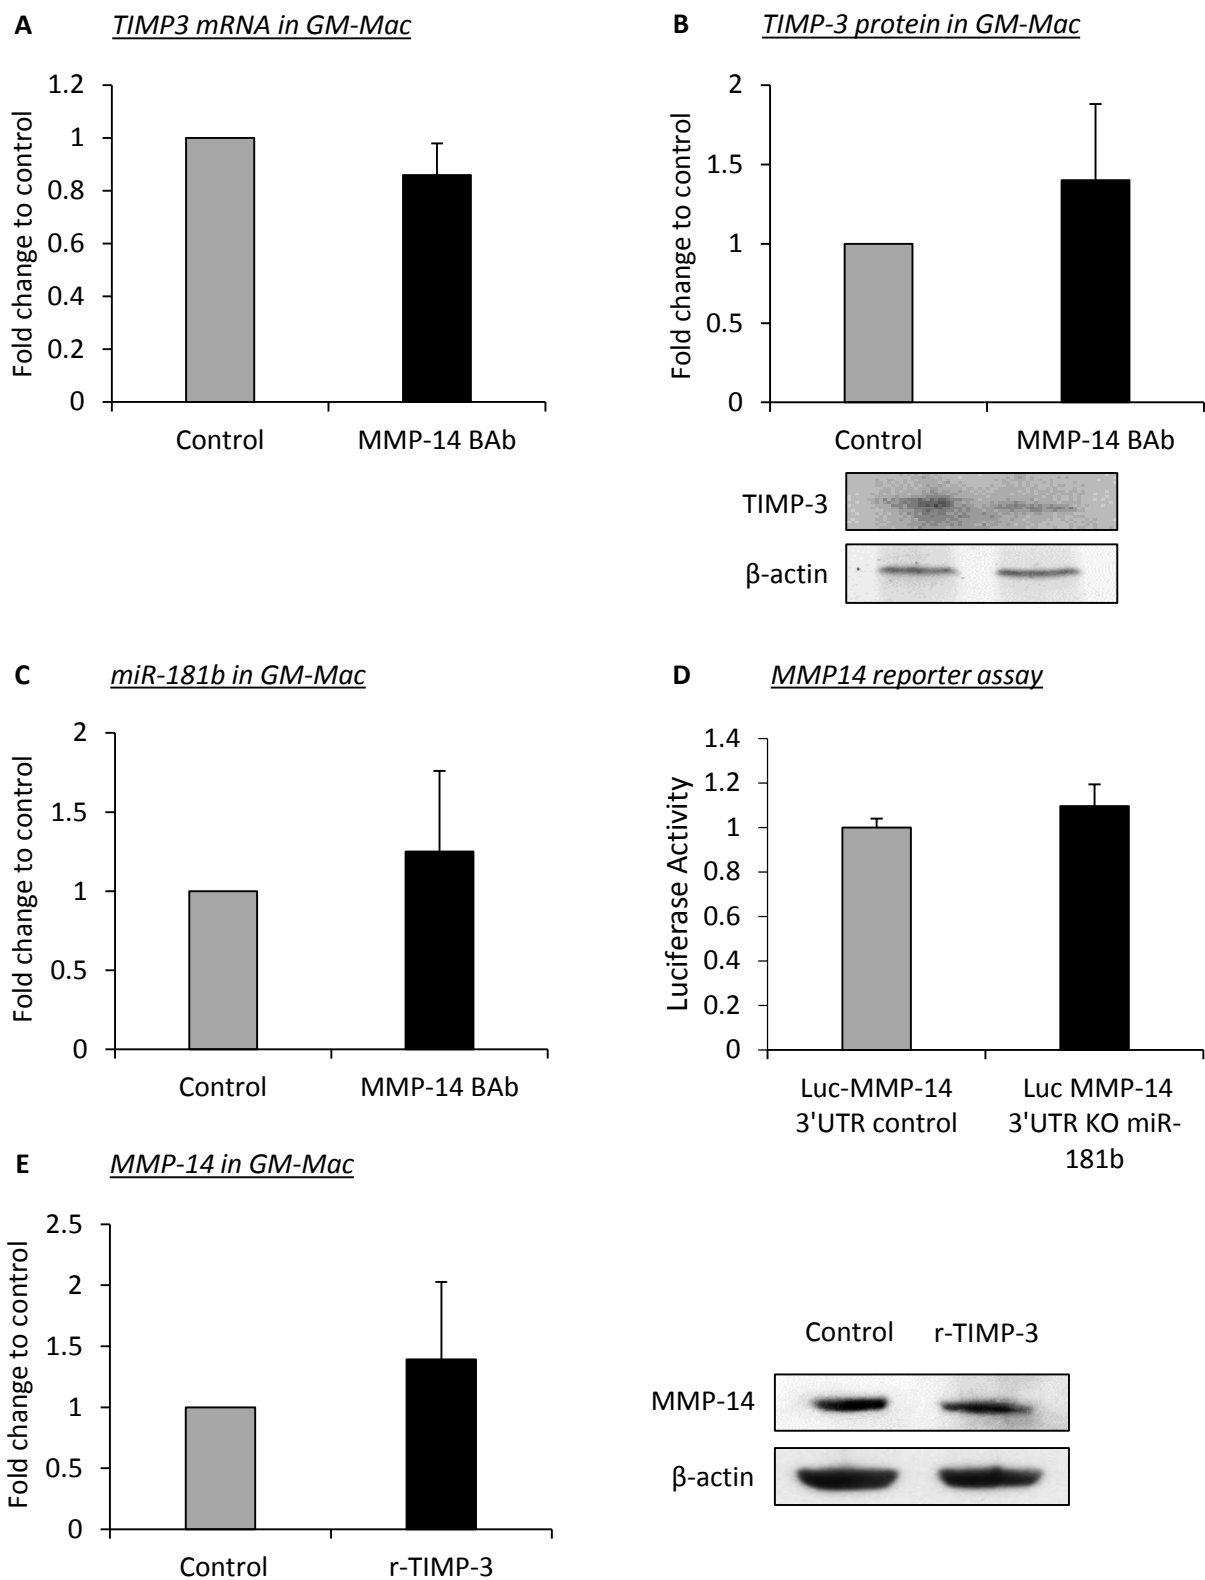 A TIMP3 mRNA in GM-Mac
Fold change to control
1.2
1
0.8
0.6
0.4
0.2
0
Control MMP-14 BAb
B TIMP-3 protein in GM-Mac
Fold change to control
2
1.5
1
0.5
0
Control MMP-14 BAb
TIMP-3
β-actin
C miR-181b in GM-Mac
Fold change to control
2
1.5
1
0.5
0
Control MMP-14 BAb
D MMP14 reporter assay
Luciferase Activity
1.4
1.2
1
0.8
0.6
0.4
0.2
0
Luc-MMP-14
3'UTR control
Luc MMP-14
3'UTR KO miR-
181b
E MMP-14 in GM-Mac
Fold change to control
2.5
2
1.5
1
0.5
0
Control r-TIMP-3
Control r-TIMP-3
MMP-14
β-actin